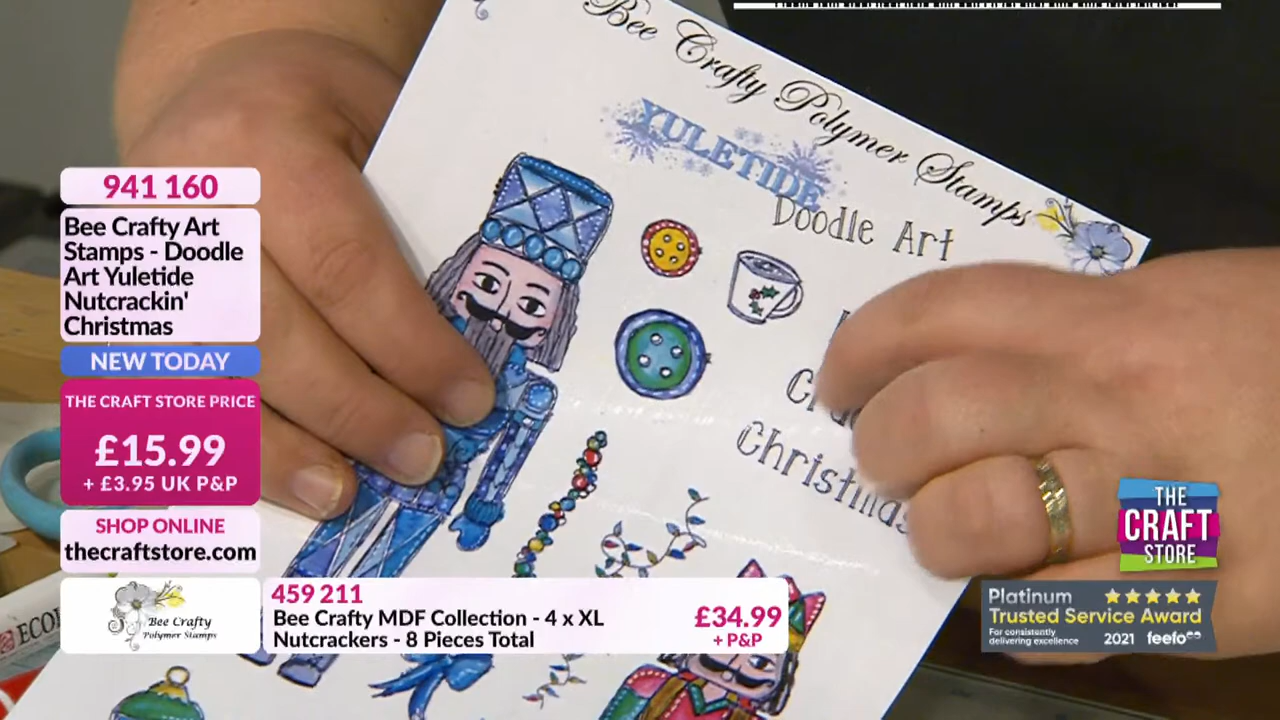 Bee Crafty Polymer Stamps
YULETIDE
Doodle Art
Christmas
941 160
Bee Crafty Art
Stamps - Doodle
Art Yuletide
Nutcrackin'
Christmas
NEW TODAY
THE CRAFT STORE PRICE
£15.99
+ £3.95 UK P&P
SHOP ONLINE
thecraftstore.com
Bee Crafty
Polymer Stamps
459 211
Bee Crafty MDF Collection - 4 x XL
Nutcrackers - 8 Pieces Total
£34.99
+ P&P
THE
CRAFT
STORE
Platinum
Trusted Service Award
For consistently
delivering excellence
2021 feefo